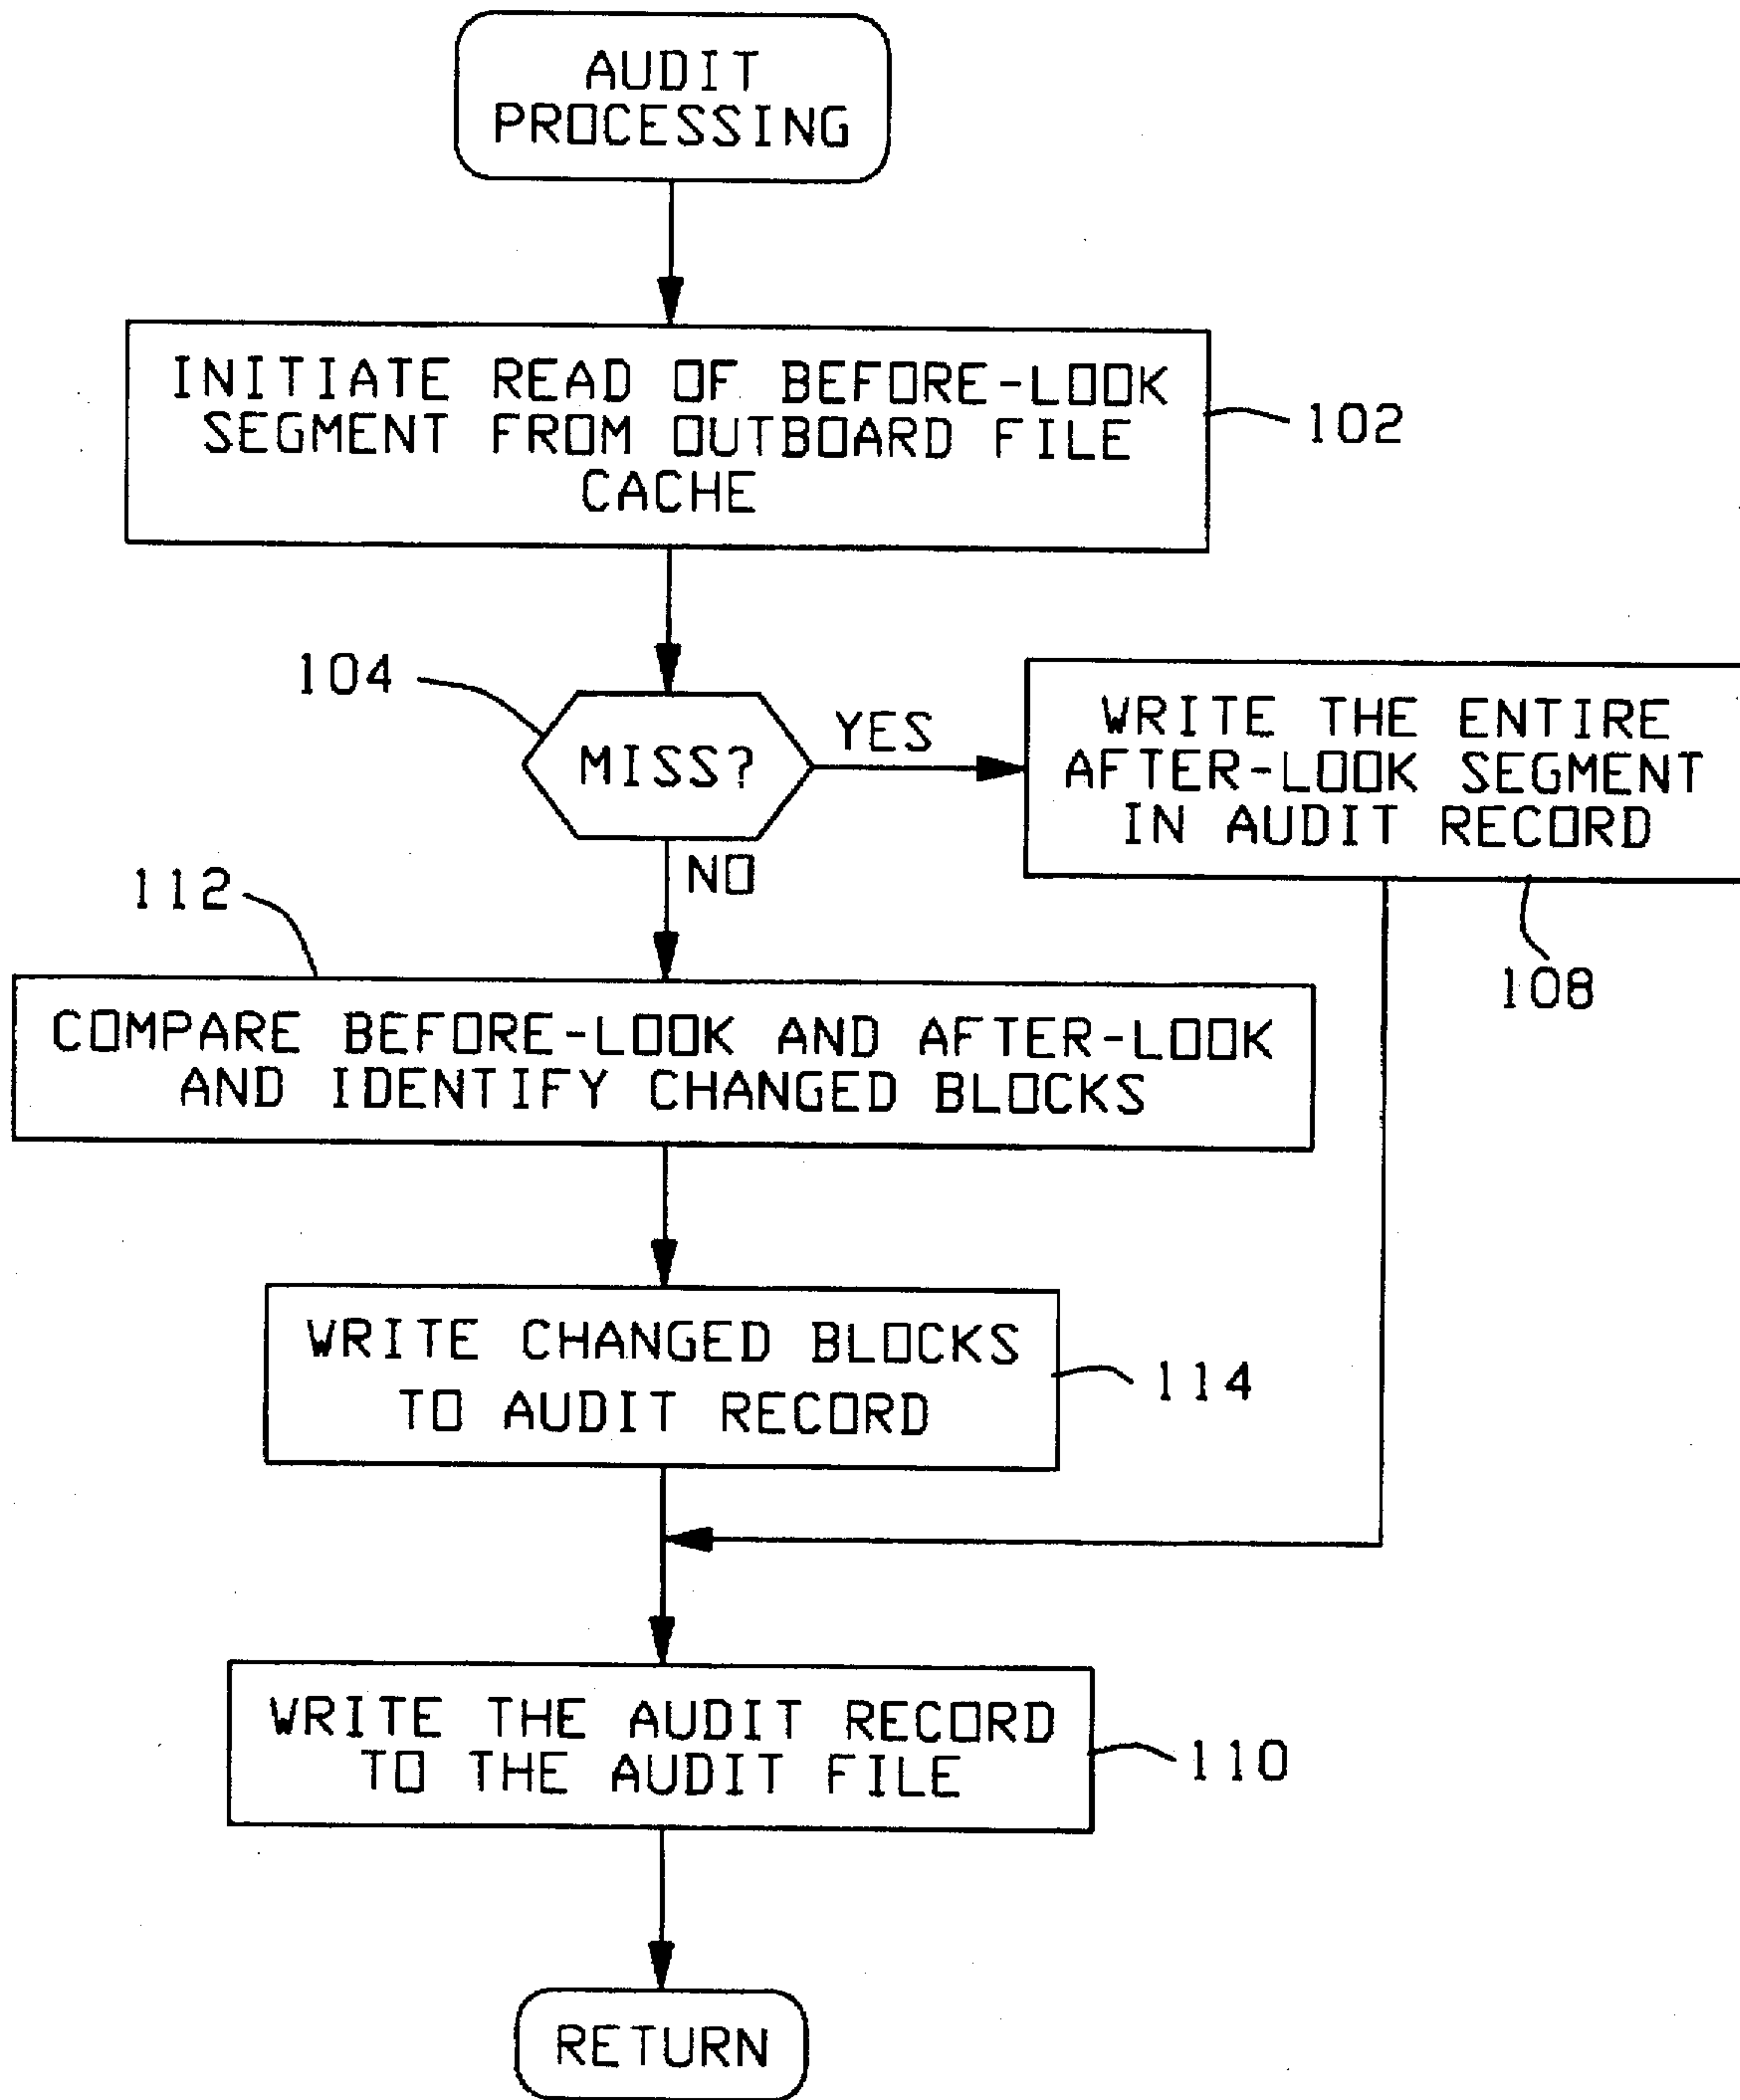 AUDIT
PROCESSING
INITIATE READ OF BEFORE-LOOK
SEGMENT FROM OUTBOARD FILE
CACHE
102
104
MISS?
YES
WRITE THE ENTIRE
AFTER-LOOK SEGMENT
IN AUDIT RECORD
NO
108
112
COMPARE BEFORE-LOOK AND AFTER-LOOK
AND IDENTIFY CHANGED BLOCKS
WRITE CHANGED BLOCKS
TO AUDIT RECORD
114
WRITE THE AUDIT RECORD
TO THE AUDIT FILE
110
RETURN